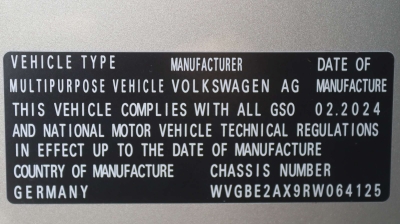 VEHICLE TYPE MANUFACTURER DATE OF
MULTIPURPOSE VEHICLE VOLKSWAGEN AG MANUFACTURE
THIS VEHICLE COMPLIES WITH ALL GSO 02.2024
AND NATIONAL MOTOR VEHICLE TECHNICAL REGULATIONS
IN EFFECT UP TO THE DATE OF MANUFACTURE
COUNTRY OF MANUFACTURE CHASSIS NUMBER
GERMANY WVGBE2AX9RW064125